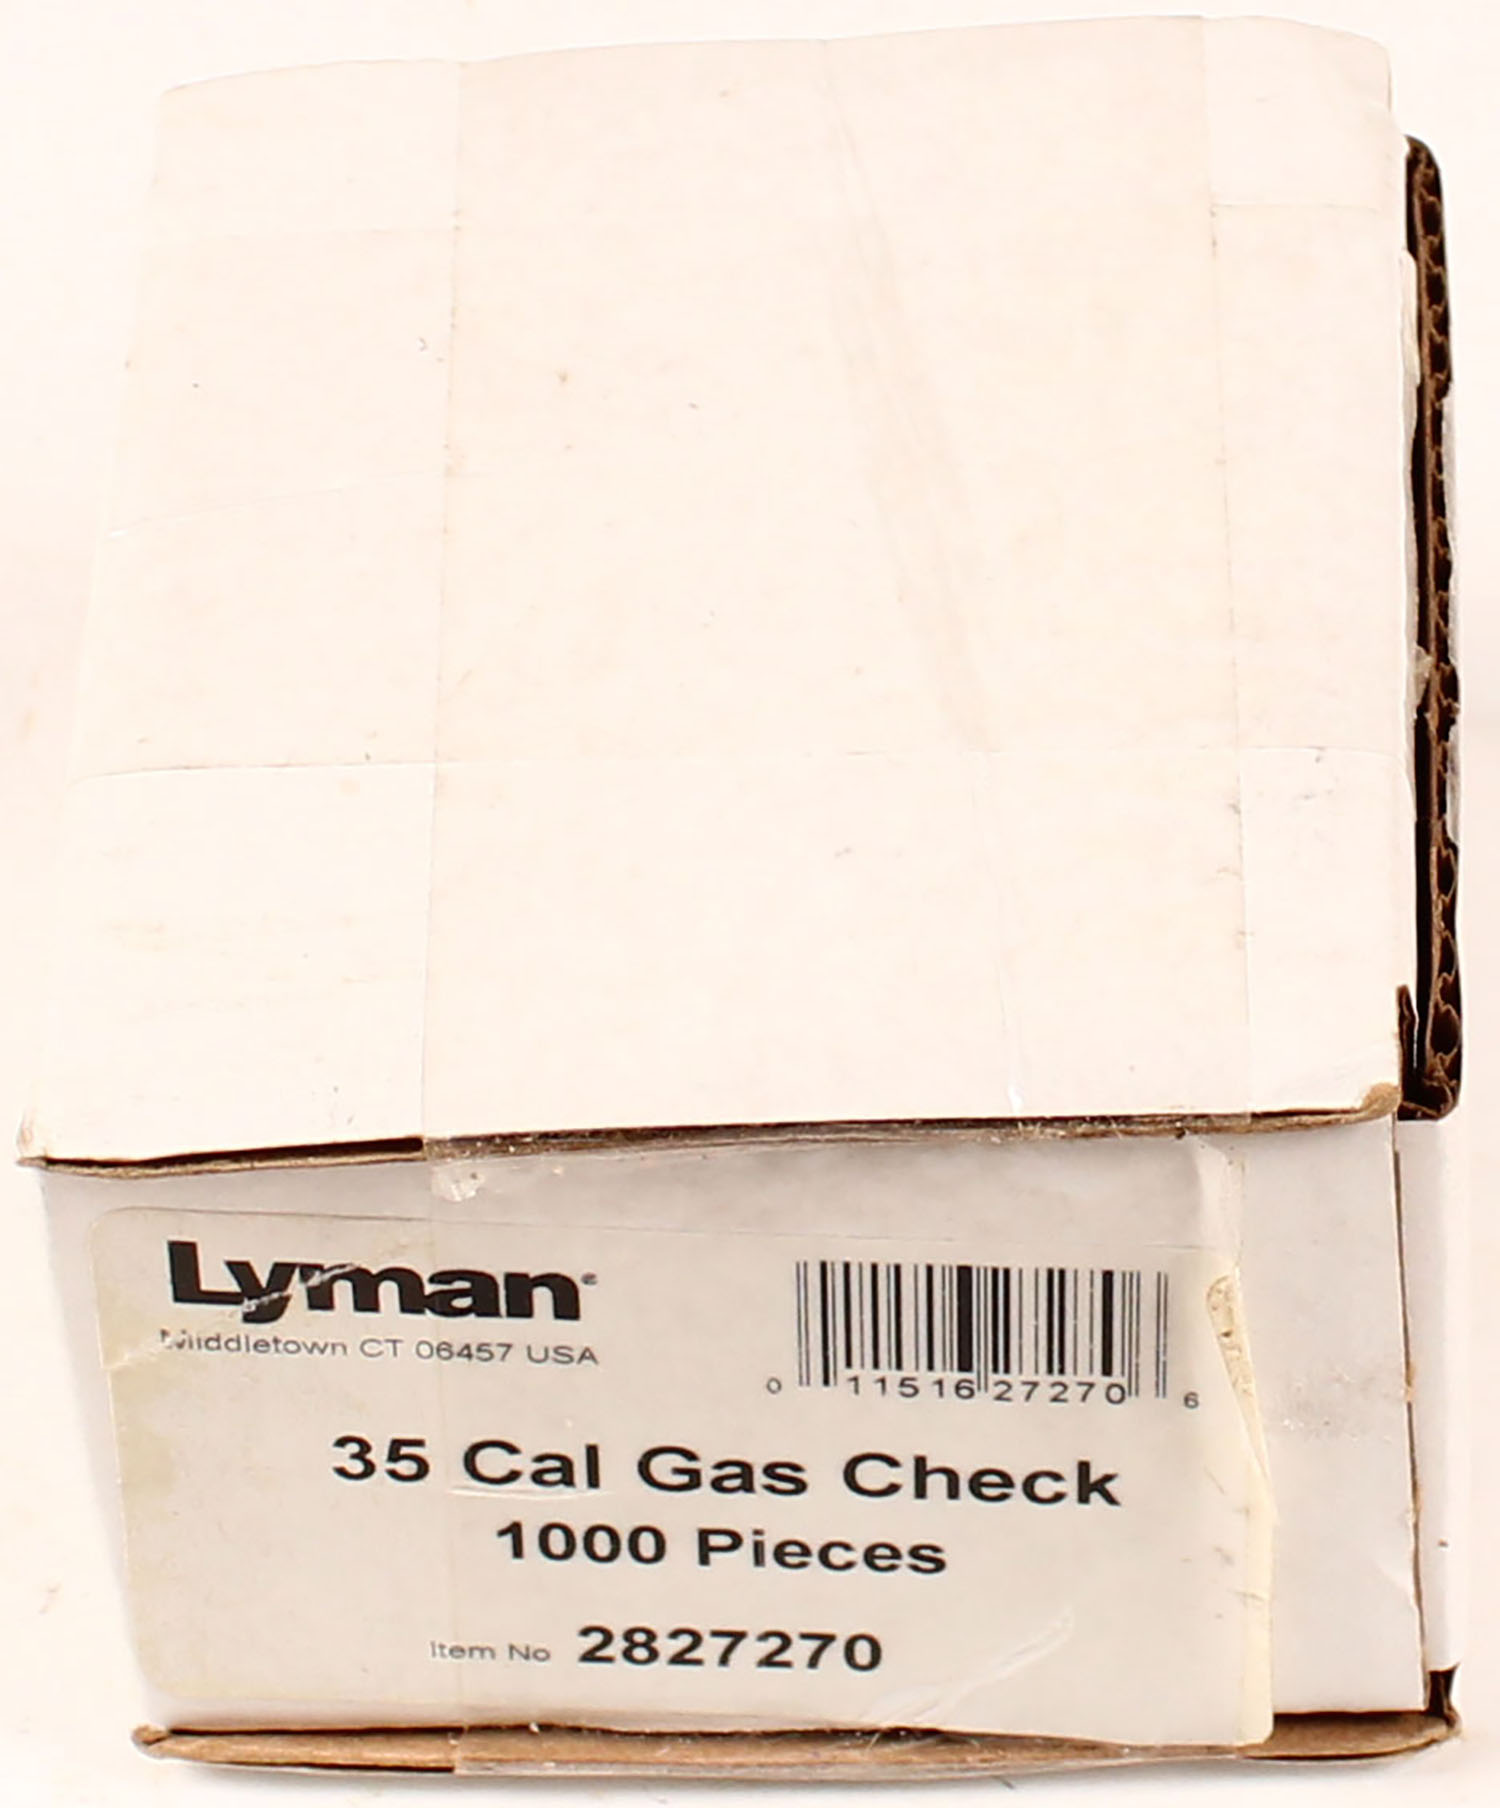 Lyman®
Middletown CT 06457 USA
0 11516 27270 6
35 Cal Gas Check
1000 Pieces
Item No 2827270